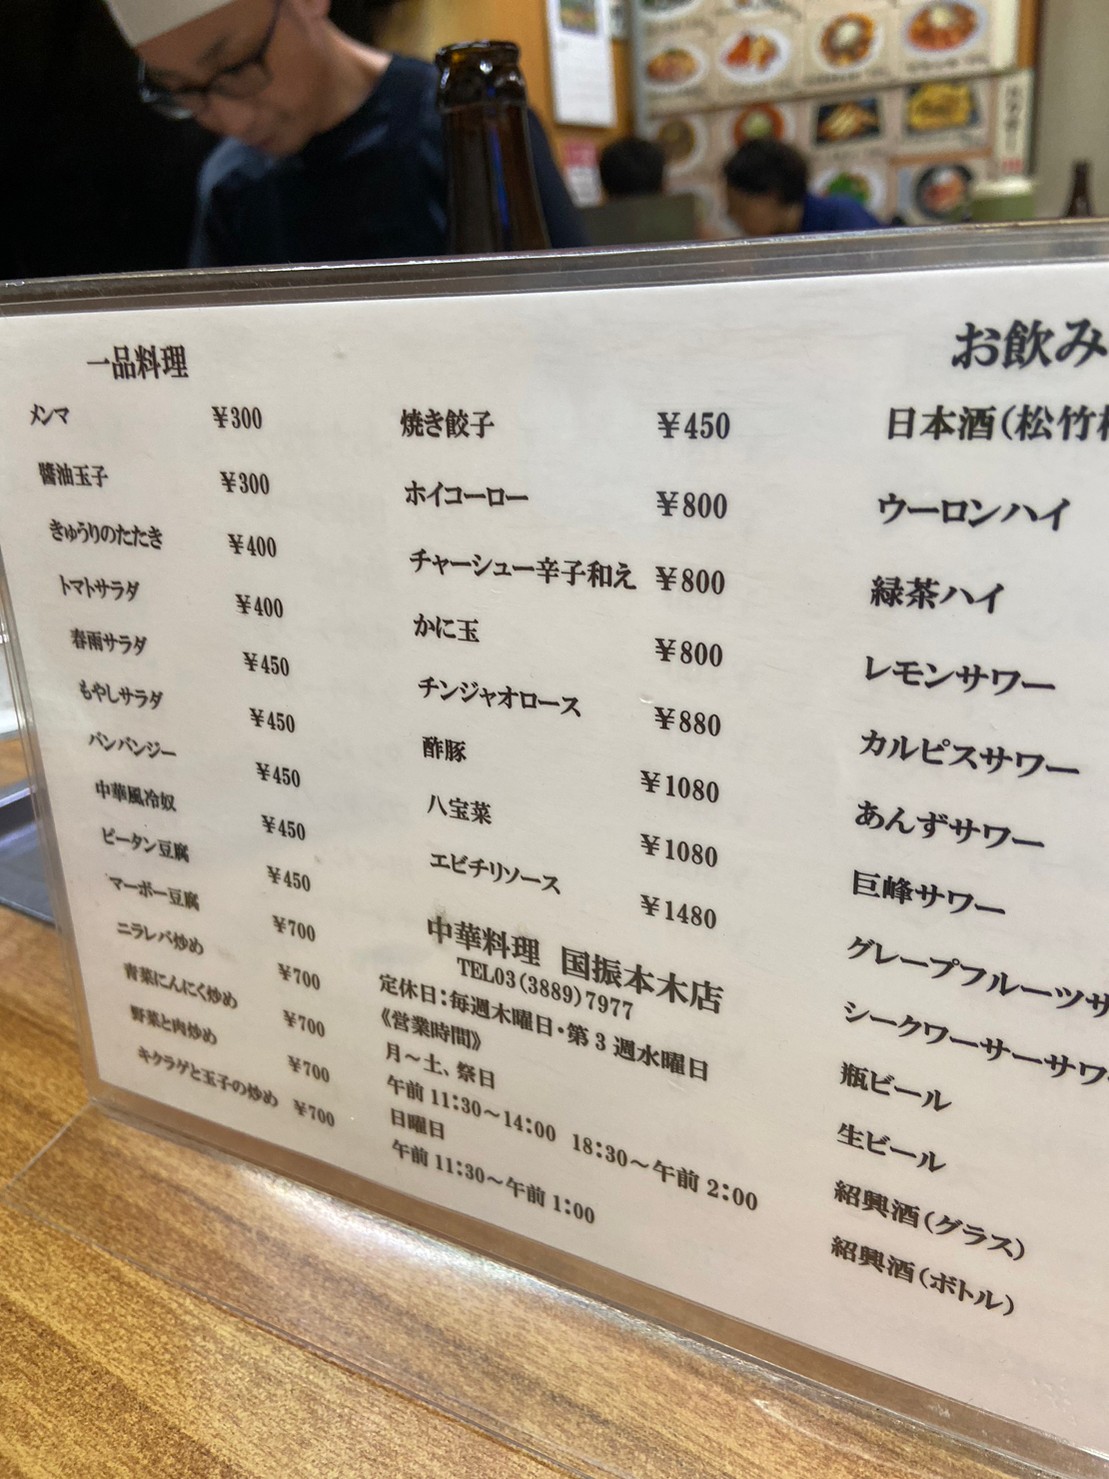 一品料理
メンマ ¥300
醬油玉子 ¥300
きゅうりのたたき ¥400
トマトサラダ ¥400
春雨サラダ ¥450
もやしサラダ ¥450
バンバンジー ¥450
中華風冷奴 ¥450
ピータン豆腐 ¥450
マーボー豆腐 ¥700
ニラレバ炒め ¥700
青菜にんにく炒め ¥700
野菜と肉炒め ¥700
キクラゲと玉子の炒め ¥700
焼き餃子 ¥450
ホイコーロー ¥800
チャーシュー辛子和え ¥800
かに玉 ¥800
チンジャオロース ¥880
酢豚 ¥1080
八宝菜 ¥1080
エビチリソース ¥1480
中華料理 国振本木店
TEL03(3889)7977
定休日:毎週木曜日・第3週水曜日
《営業時間》
月～土、祭日
午前11:30～14:00 18:30～午前2:00
日曜日
午前11:30～午前1:00
お飲み
日本酒(松竹
ウーロンハイ
緑茶ハイ
レモンサワー
カルピスサワー
あんずサワー
巨峰サワー
グレープフルーツサ
シークワーサーサワー
瓶ビール
生ビール
紹興酒(グラス)
紹興酒(ボトル)